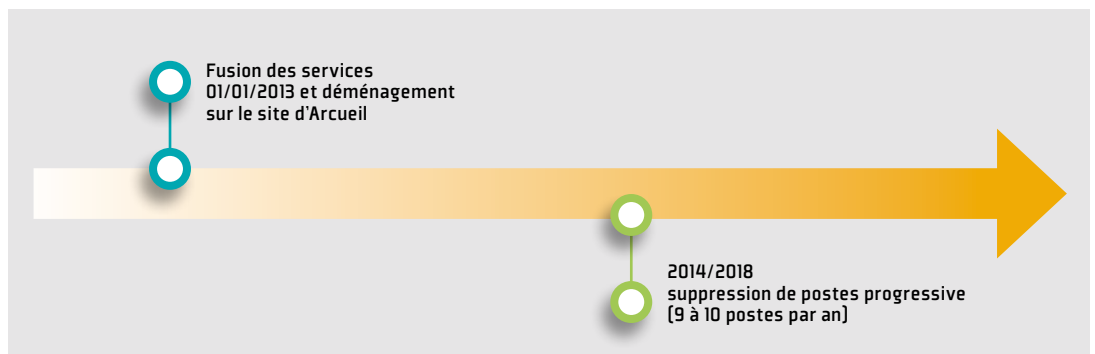 Fusion des services
01/01/2013 et déménagement
sur le site d'Arcueil
2014/2018
suppression de postes progressive
(9 à 10 postes par an)